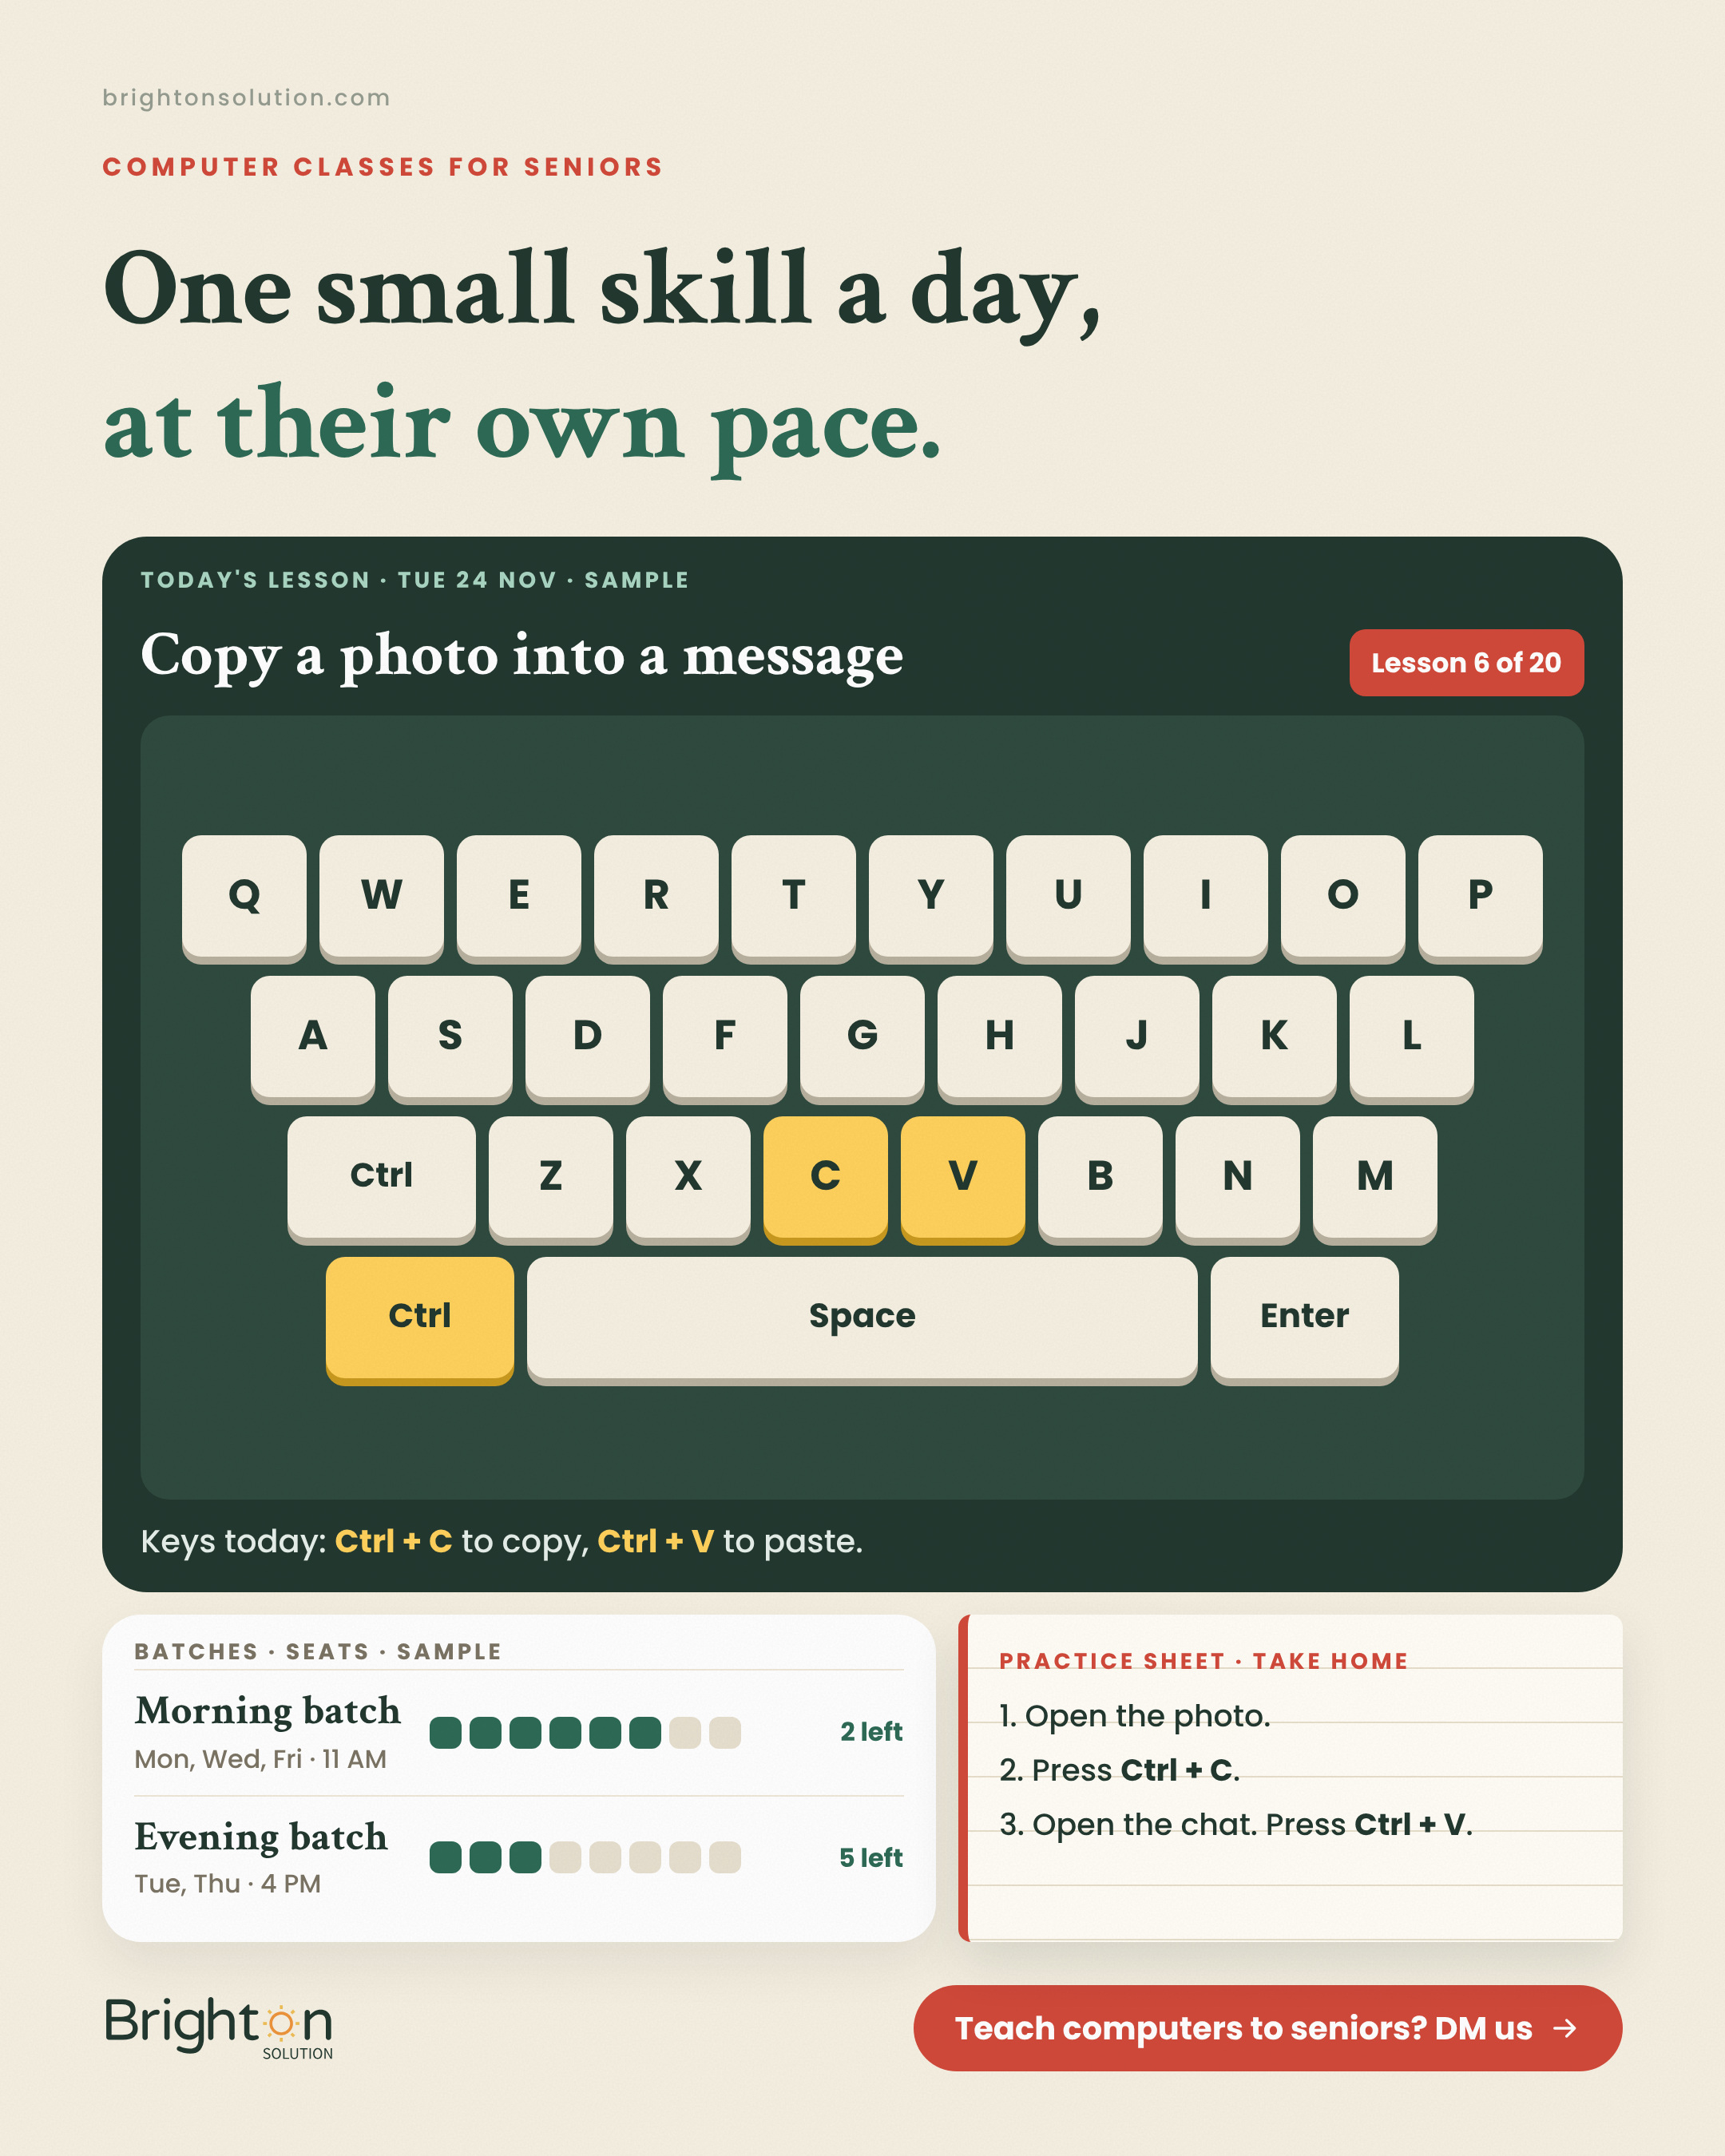 brightonsolution.com
COMPUTER CLASSES FOR SENIORS
One small skill a day,
at their own pace.
TODAY'S LESSON · TUE 24 NOV · SAMPLE
Copy a photo into a message
Lesson 6 of 20
Q W E R T Y U I O P
A S D F G H J K L
Ctrl Z X C V B N M
Ctrl Space Enter
Keys today: Ctrl + C to copy, Ctrl + V to paste.
BATCHES · SEATS · SAMPLE
Morning batch
Mon, Wed, Fri · 11 AM
2 left
Evening batch
Tue, Thu · 4 PM
5 left
PRACTICE SHEET · TAKE HOME
1. Open the photo.
2. Press Ctrl + C.
3. Open the chat. Press Ctrl + V.
Brighton
SOLUTION
Teach computers to seniors? DM us →